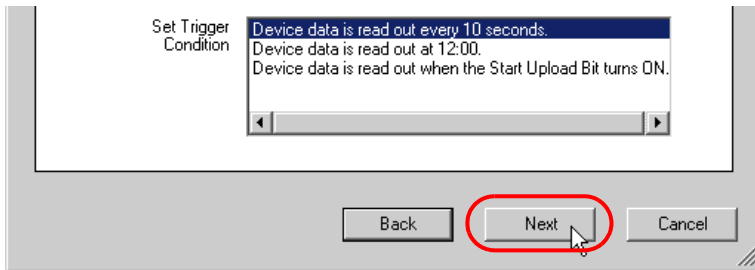 Set Trigger
Condition
Device data is read out every 10 seconds.
Device data is read out at 12:00.
Device data is read out when the Start Upload Bit turns ON.
Back
Next
Cancel